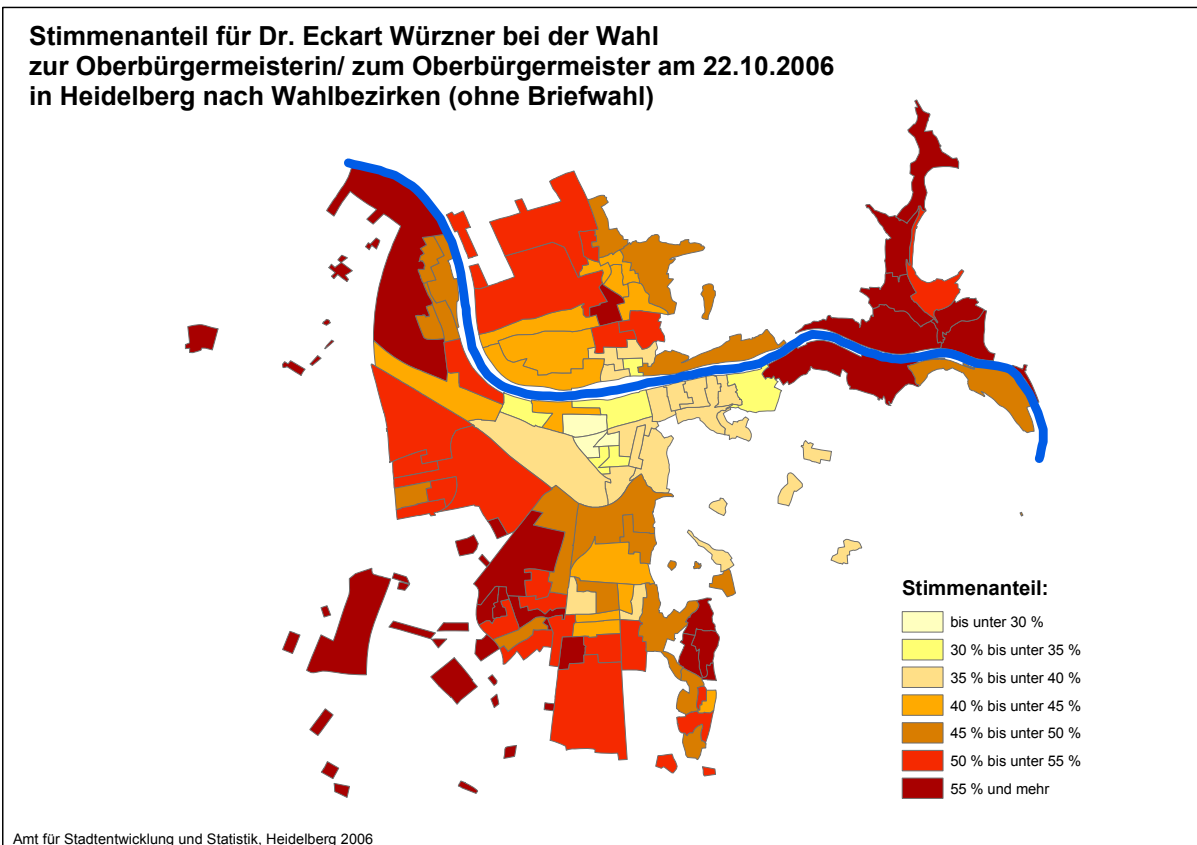 Stimmenanteil für Dr. Eckart Würzner bei der Wahl
zur Oberbürgermeisterin/ zum Oberbürgermeister am 22.10.2006
in Heidelberg nach Wahlbezirken (ohne Briefwahl)
Stimmenanteil:
bis unter 30 %
30 % bis unter 35 %
35 % bis unter 40 %
40 % bis unter 45 %
45 % bis unter 50 %
50 % bis unter 55 %
55 % und mehr
Amt für Stadtentwicklung und Statistik, Heidelberg 2006